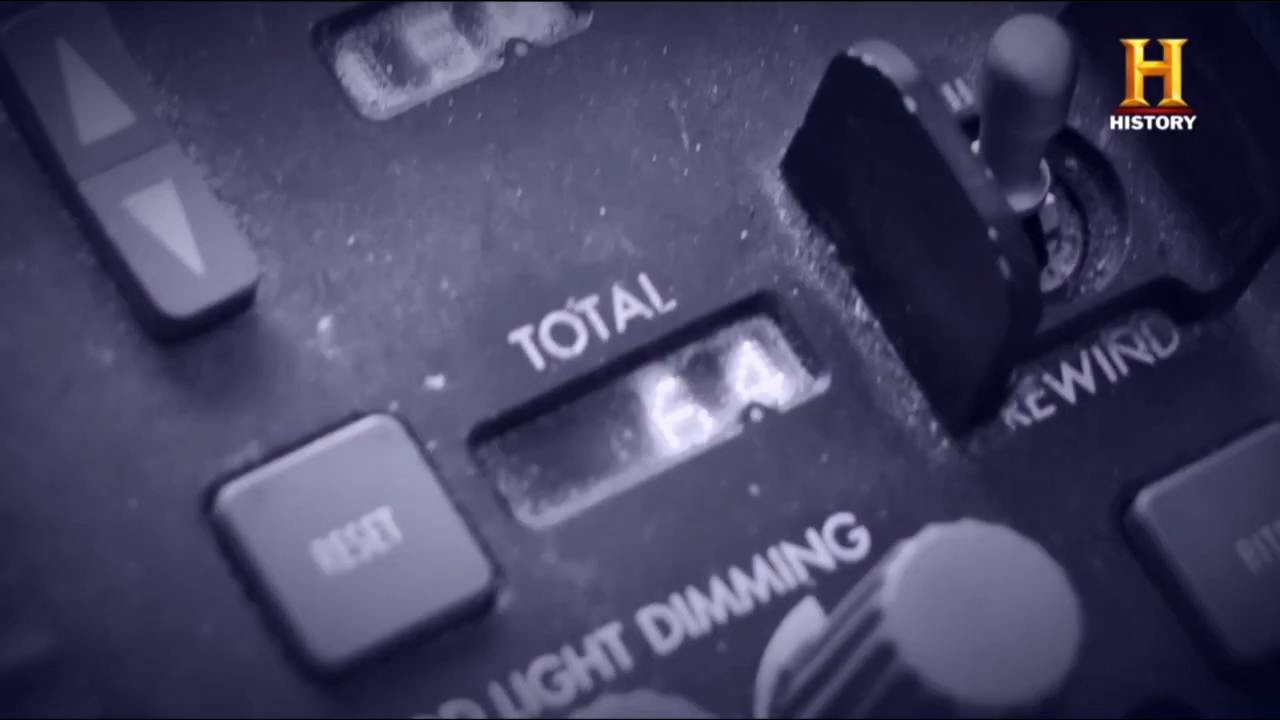 H
HISTORY
TOTAL
64
REWIND
RESET
LIGHT DIMMING